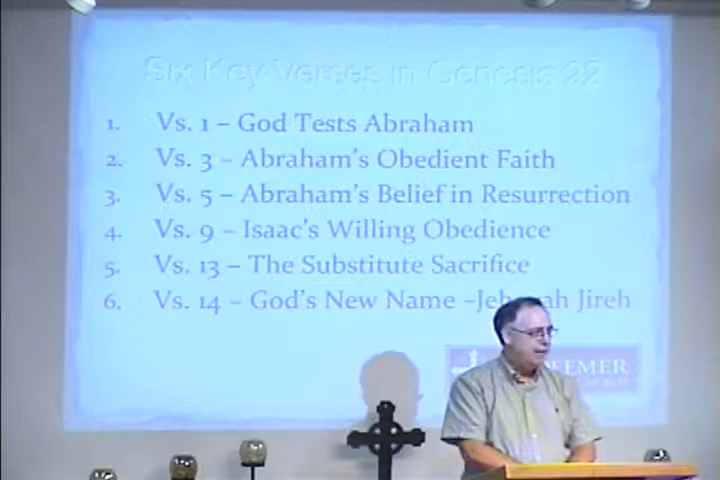 Six Key Verses in Genesis 22
1. Vs. 1 – God Tests Abraham
2. Vs. 3 – Abraham's Obedient Faith
3. Vs. 5 – Abraham's Belief in Resurrection
4. Vs. 9 – Isaac's Willing Obedience
5. Vs. 13 – The Substitute Sacrifice
6. Vs. 14 – God's New Name – Jireh